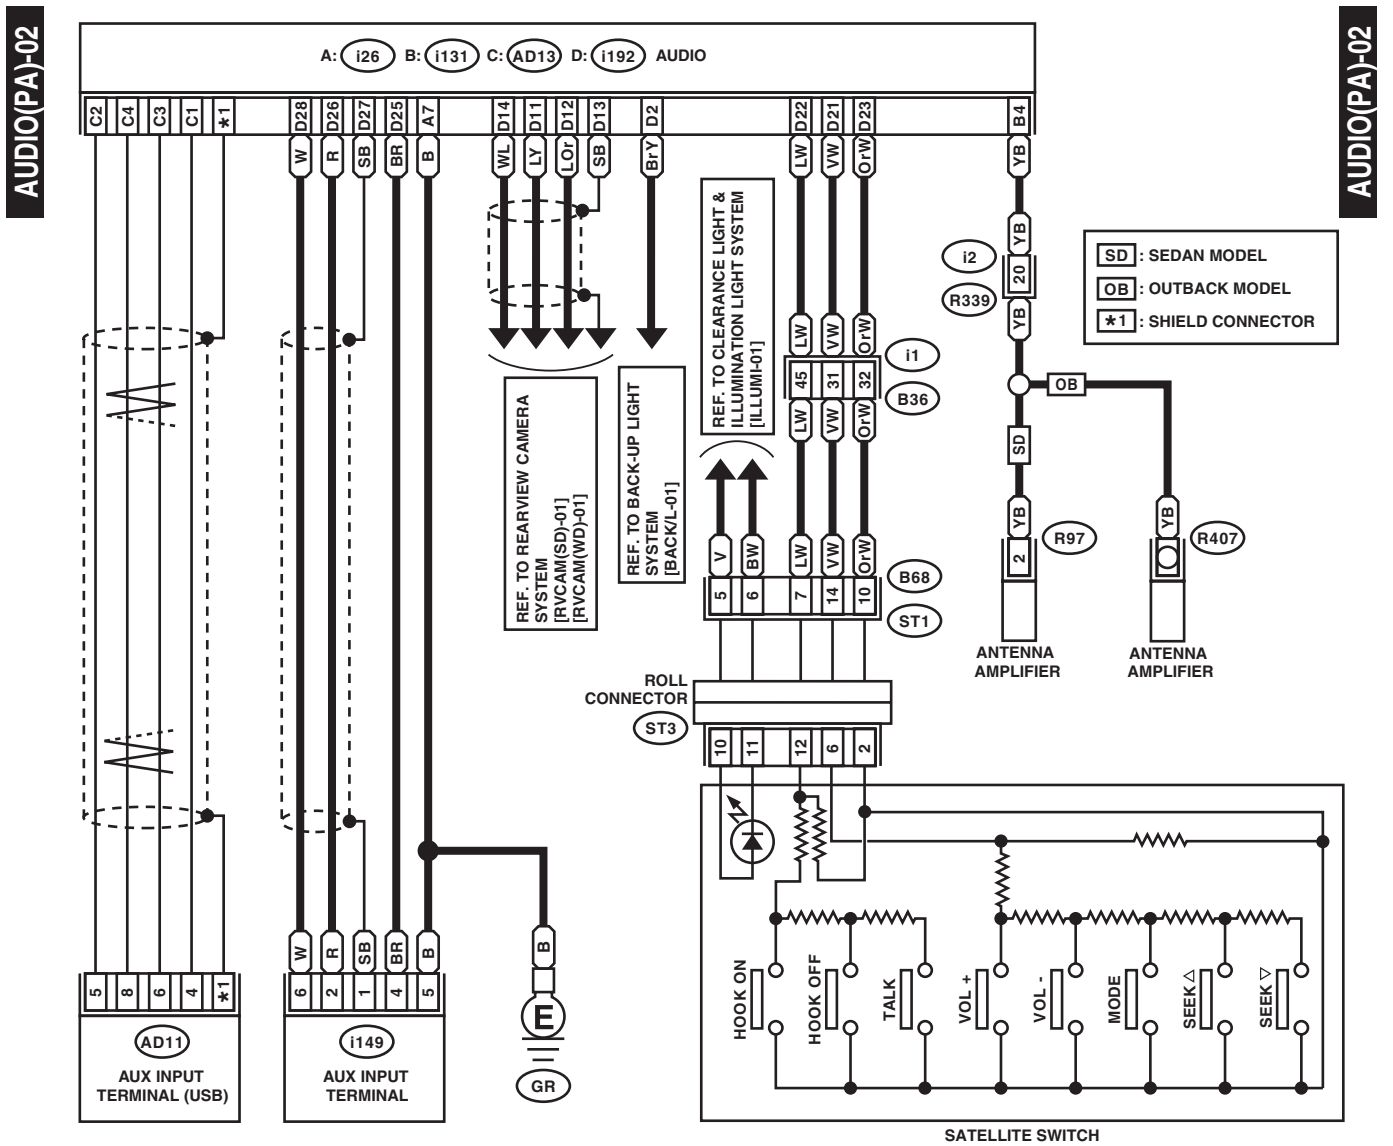 AUDIO(PA)-02
AUDIO(PA)-02
A: i26 B: i131 C: AD13 D: i192 AUDIO
C2 C4 C3 C1 *1 D28 D26 D27 D25 A7 D14 D11 D12 D13 D2 D22 D21 D23 B4
W R SB BR B WL LY LOr SB BrY LW VW OrW YB
YB
i2
20
R339
YB
SD : SEDAN MODEL
OB : OUTBACK MODEL
*1 : SHIELD CONNECTOR
REF. TO CLEARANCE LIGHT &
ILLUMINATION LIGHT SYSTEM
[ILLUMI-01]
LW VW OrW
i1
45 31 32
B36
LW VW OrW
OB
SD
REF. TO REARVIEW CAMERA
SYSTEM
[RVCAM(SD)-01]
[RVCAM(WD)-01]
REF. TO BACK-UP LIGHT
SYSTEM
[BACK/L-01]
YB YB
2 R97 R407
V BW LW VW OrW
B68
5 6 7 14 10
ST1
ANTENNA
AMPLIFIER
ANTENNA
AMPLIFIER
ROLL
CONNECTOR
ST3
10 11 12 6 2
W R SB BR B B
5 8 6 4 *1 6 2 1 4 5
E
GR
AD11
AUX INPUT
TERMINAL (USB)
i149
AUX INPUT
TERMINAL
HOOK ON
HOOK OFF
TALK
VOL +
VOL -
MODE
SEEK △
SEEK ▽
SATELLITE SWITCH